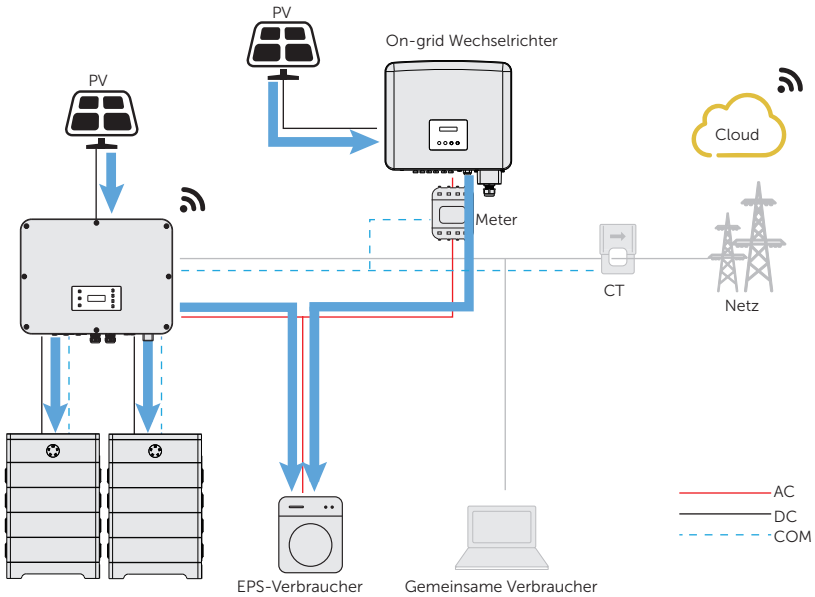 PV
On-grid Wechselrichter
PV
Cloud
Meter
CT
Netz
AC
DC
COM
EPS-Verbraucher
Gemeinsame Verbraucher